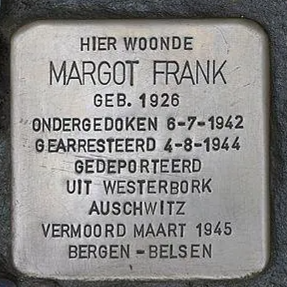 HIER WOONDE
MARGOT FRANK
GEB. 1926
ONDERGEDOKEN 6-7-1942
GEARRESTEERD 4-8-1944
GEDEPORTEERD
UIT WESTERBORK
AUSCHWITZ
VERMOORD MAART 1945
BERGEN-BELSEN